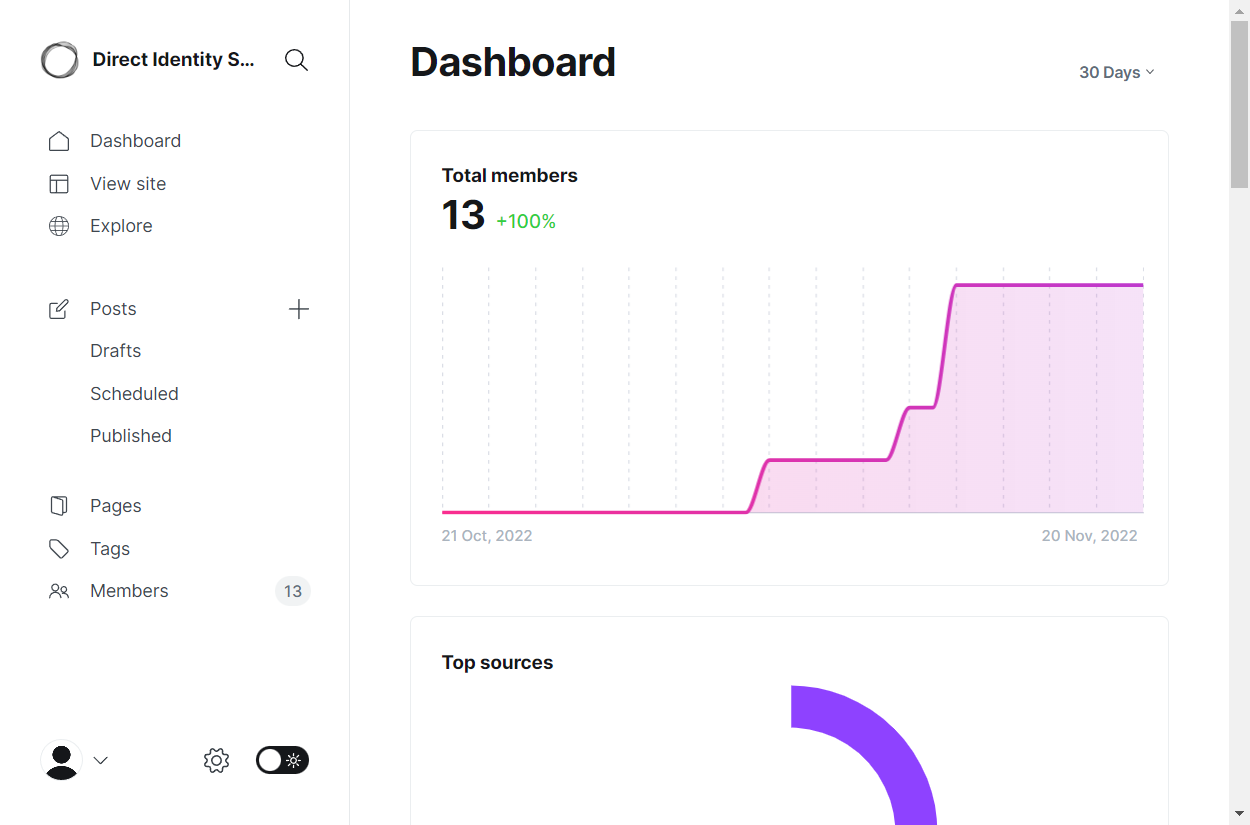 Direct Identity S...
Dashboard
View site
Explore
Posts
Drafts
Scheduled
Published
Pages
Tags
Members
13
Dashboard
30 Days
Total members
13 +100%
21 Oct, 2022
20 Nov, 2022
Top sources